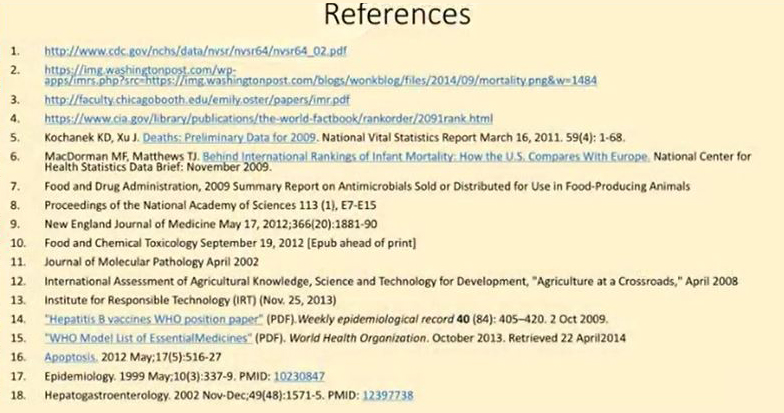 References
1. http://www.cdc.gov/nchs/data/nvsr/nvsr64/nvsr64_02.pdf
2. https://img.washingtonpost.com/wp-
apps/imrs.php?src=https://img.washingtonpost.com/blogs/wonkblog/files/2014/09/mortality.png&w=1484
3. http://faculty.chicagobooth.edu/emily.oster/papers/imr.pdf
4. https://www.cia.gov/library/publications/the-world-factbook/rankorder/2091rank.html
5. Kochanek KD, Xu J. Deaths: Preliminary Data for 2009. National Vital Statistics Report March 16, 2011. 59(4): 1-68.
6. MacDorman MF, Matthews TJ. Behind International Rankings of Infant Mortality: How the U.S. Compares With Europe. National Center for
Health Statistics Data Brief: November 2009.
7. Food and Drug Administration, 2009 Summary Report on Antimicrobials Sold or Distributed for Use in Food-Producing Animals
8. Proceedings of the National Academy of Sciences 113 (1), E7-E15
9. New England Journal of Medicine May 17, 2012;366(20):1881-90
10. Food and Chemical Toxicology September 19, 2012 [Epub ahead of print]
11. Journal of Molecular Pathology April 2002
12. International Assessment of Agricultural Knowledge, Science and Technology for Development, "Agriculture at a Crossroads," April 2008
13. Institute for Responsible Technology (IRT) (Nov. 25, 2013)
14. "Hepatitis B vaccines WHO position paper" (PDF).Weekly epidemiological record 40 (84): 405–420. 2 Oct 2009.
15. "WHO Model List of EssentialMedicines" (PDF). World Health Organization. October 2013. Retrieved 22 April2014
16. Apoptosis. 2012 May;17(5):516-27
17. Epidemiology. 1999 May;10(3):337-9. PMID: 10230847
18. Hepatogastroenterology. 2002 Nov-Dec;49(48):1571-5. PMID: 12397738